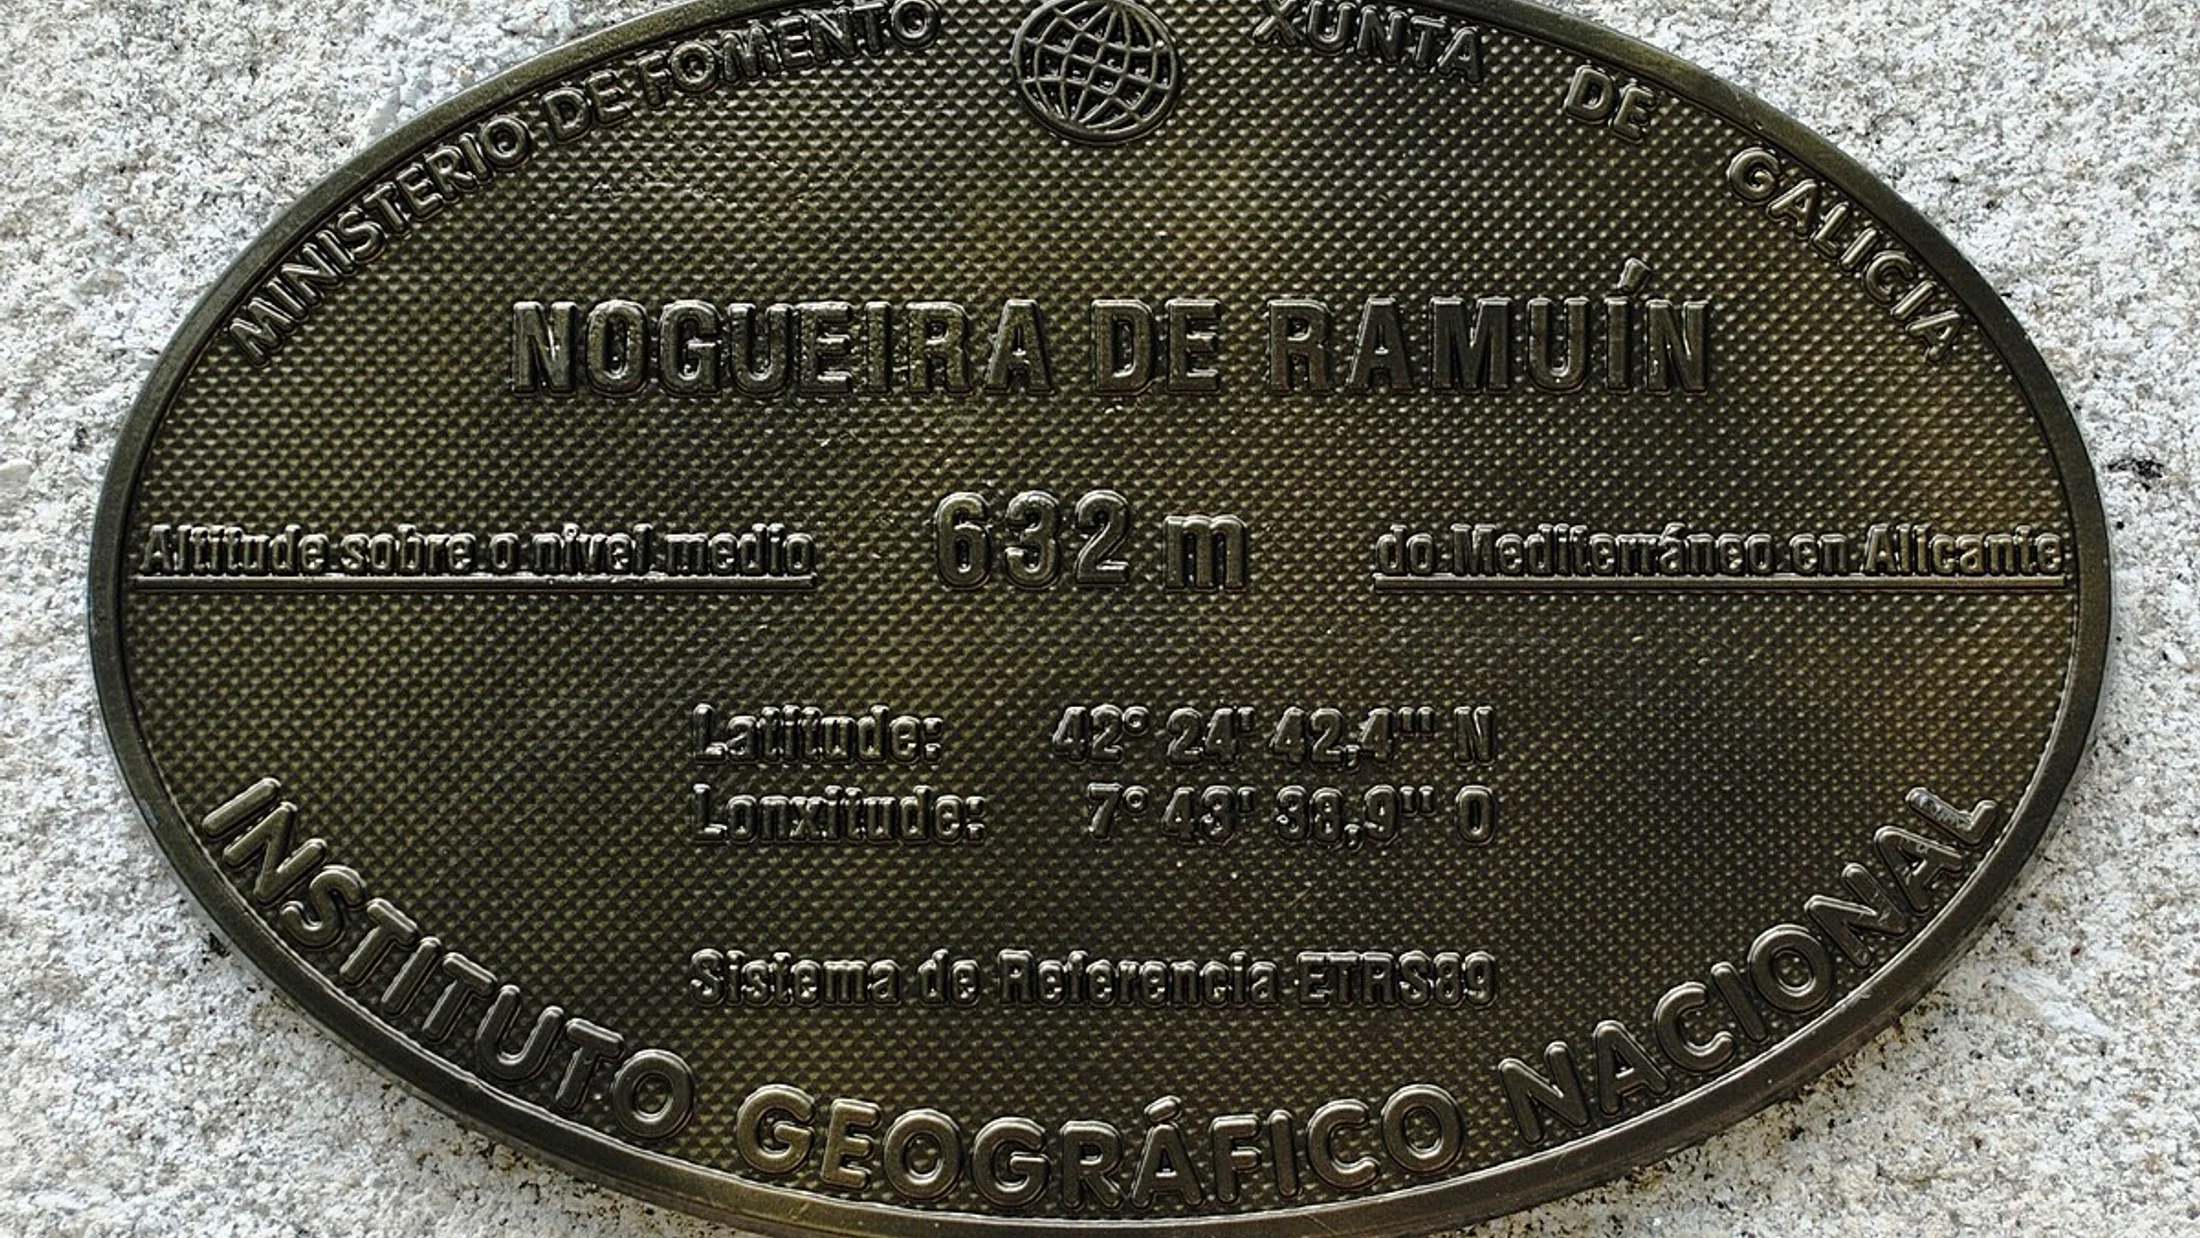 MINISTERIO DE FOMENTO
XUNTA DE GALICIA
NOGUEIRA DE RAMUÍN
632 m
Altitude sobre o nivel medio do Mediterráneo en Alicante
Latitude: 42° 24' 42,4'' N
Lonxitude: 7° 43' 38,9'' O
Sistema de Referencia ETRS89
INSTITUTO GEOGRÁFICO NACIONAL